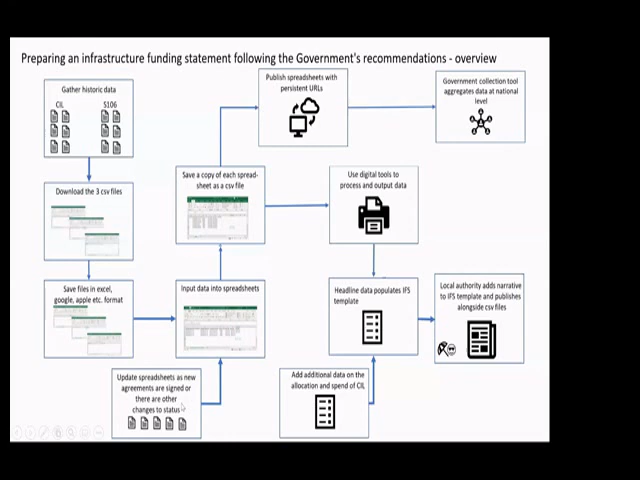 Preparing an infrastructure funding statement following the Government's recommendations - overview
Gather historic data
CIL
S106
Publish spreadsheets with
persistent URLs
Government collection tool
aggregates data at national
level
Download the 3 csv files
Save a copy of each spread-
sheet as a csv file
Use digital tools to
process and output data
Save files in excel,
google, apple etc. format
Input data into spreadsheets
Headline data populates IFS
template
Local authority adds narrative
to IFS template and publishes
alongside csv files
Update spreadsheets as new
agreements are signed or
there are other
changes to status
Add additional data on the
allocation and spend of CIL